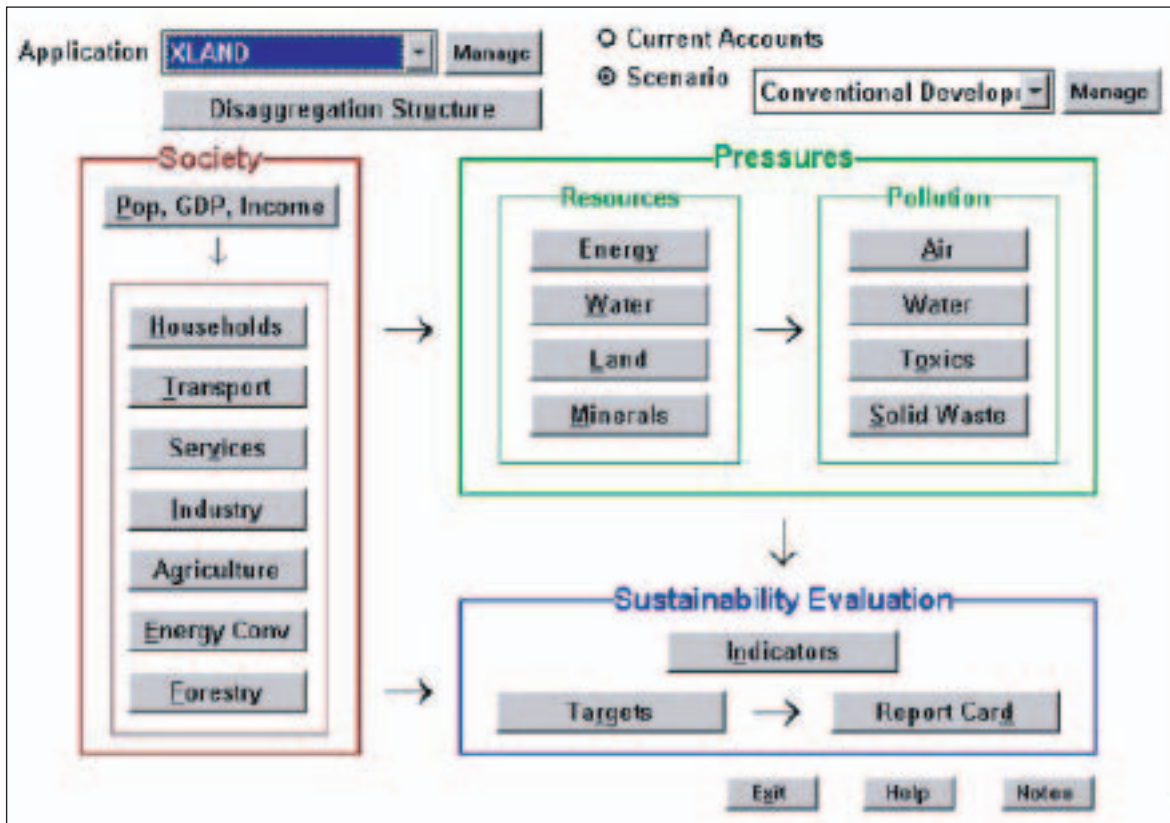 Application XLAND Manage
Disaggregation Structure
Current Accounts
Scenario Conventional Develop Manage
Society
Pop, GDP, Income
Households
Transport
Services
Industry
Agriculture
Energy Conv
Forestry
Pressures
Resources
Energy
Water
Land
Minerals
Pollution
Air
Water
Toxics
Solid Waste
Sustainability Evaluation
Indicators
Targets
Report Card
Exit Help Notes